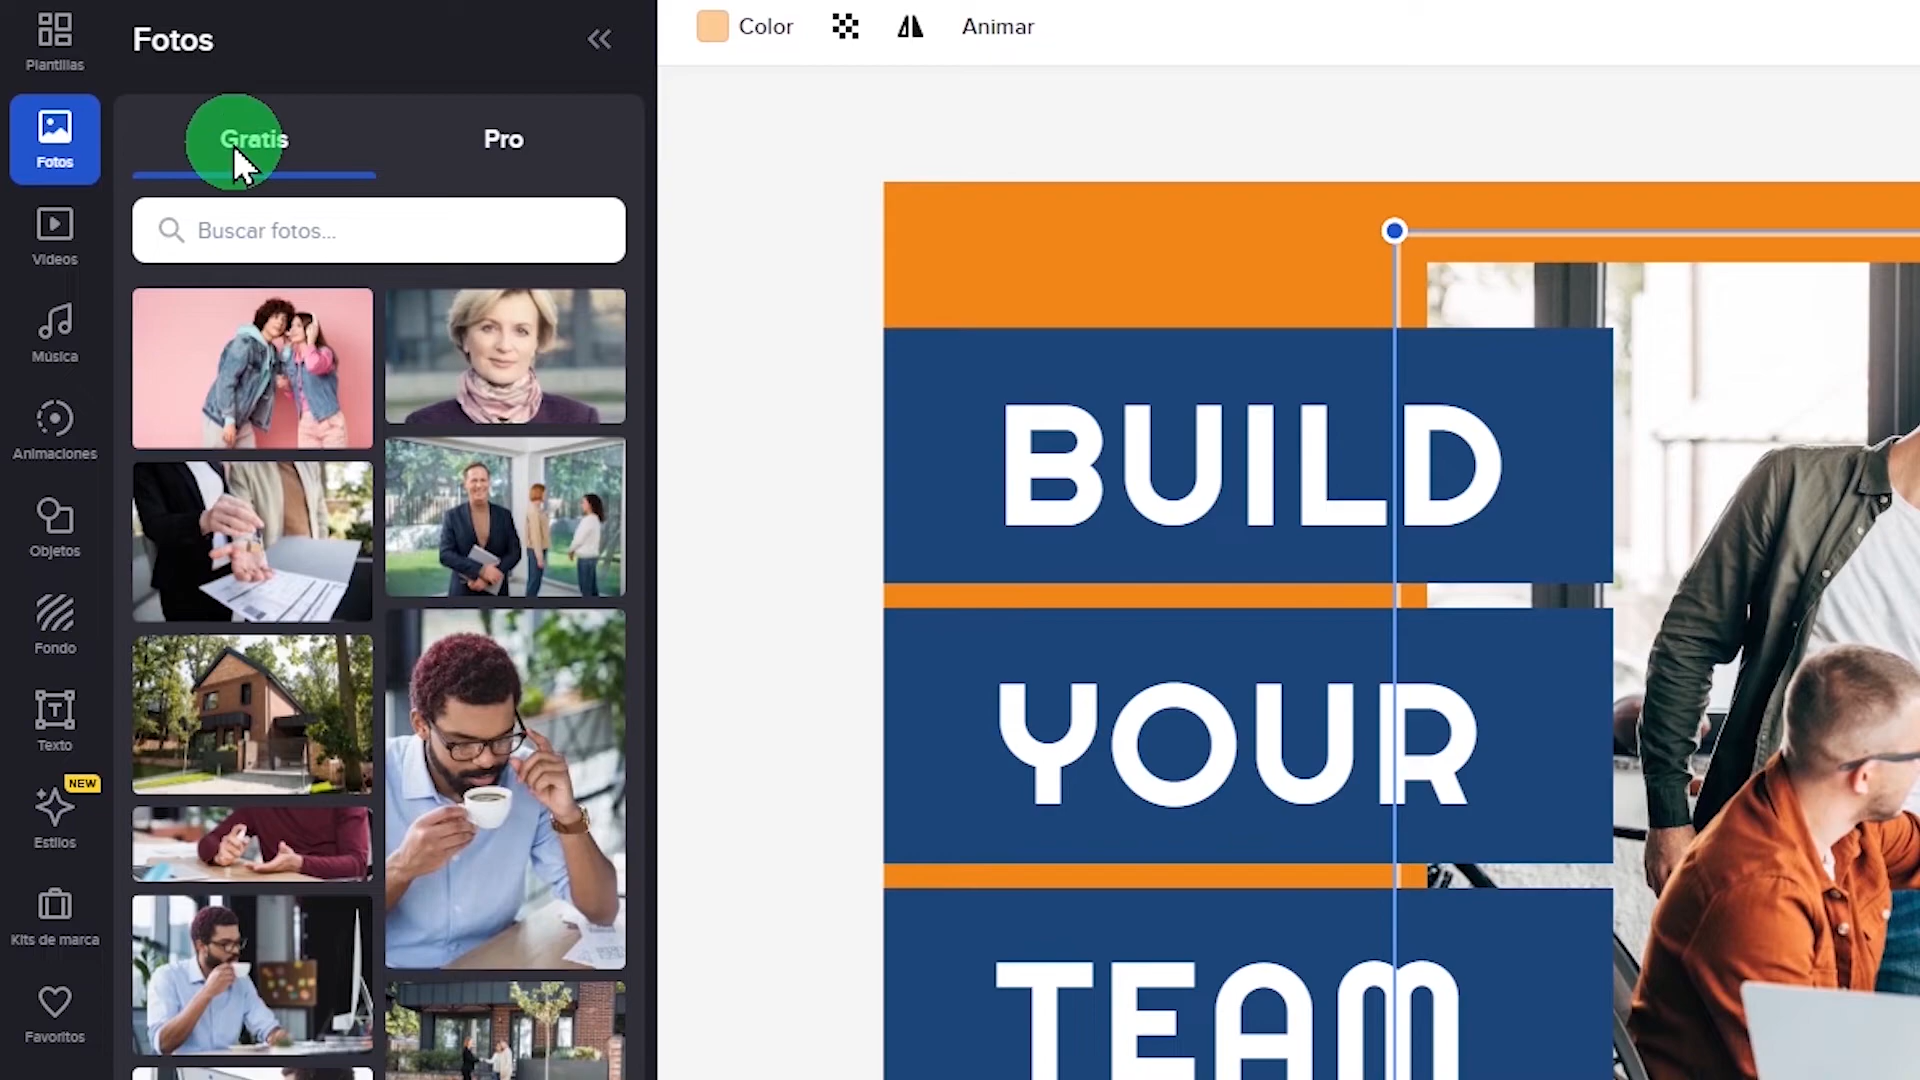 Plantillas
Fotos
Videos
Música
Animaciones
Objetos
Fondo
Texto
NEW
Estilos
Kits de marca
Favoritos
Fotos
Gratis
Pro
Buscar fotos...
Color
Animar
BUILD
YOUR
TEAM